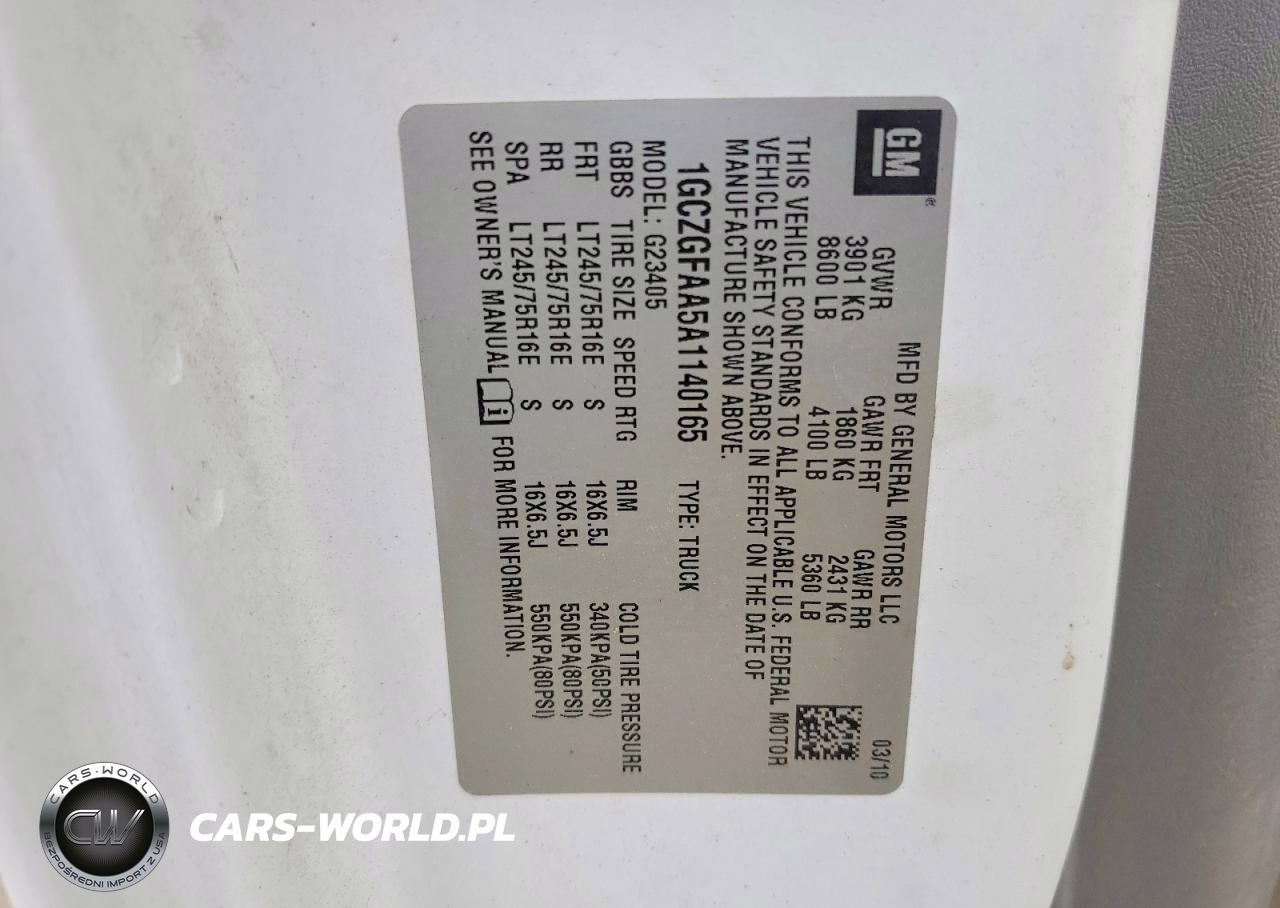 GM®
MFD BY GENERAL MOTORS LLC 03/10
GVWR GAWR FRT GAWR RR
3901 KG 1860 KG 2431 KG
8600 LB 4100 LB 5360 LB
THIS VEHICLE CONFORMS TO ALL APPLICABLE U.S. FEDERAL MOTOR
VEHICLE SAFETY STANDARDS IN EFFECT ON THE DATE OF
MANUFACTURE SHOWN ABOVE.
1GCZGFAA5A1140165 TYPE: TRUCK
MODEL: G23405
GBBS TIRE SIZE SPEED RTG RIM COLD TIRE PRESSURE
FRT LT245/75R16E S 16X6.5J 340KPA(50PSI)
RR LT245/75R16E S 16X6.5J 550KPA(80PSI)
SPA LT245/75R16E S 16X6.5J 550KPA(80PSI)
SEE OWNER'S MANUAL i FOR MORE INFORMATION.
CARS-WORLD
CW
BEZPOŚREDNI IMPORT Z USA
CARS-WORLD.PL